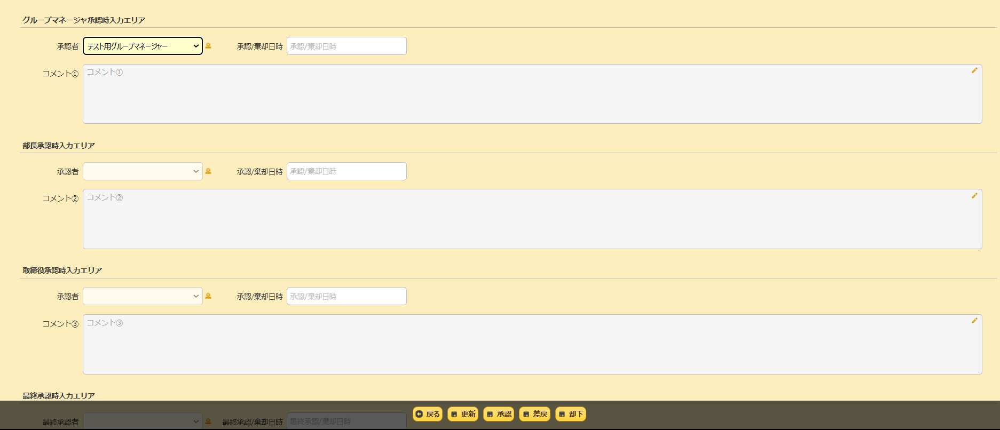 グループマネージャ承認時入力エリア
承認者 テスト用グループマネージャー 承認/棄却日時 承認/棄却日時
コメント① コメント①
部長承認時入力エリア
承認者 承認/棄却日時 承認/棄却日時
コメント② コメント②
取締役承認時入力エリア
承認者 承認/棄却日時 承認/棄却日時
コメント③ コメント③
最終承認時入力エリア
戻る 更新 承認 差戻 却下
最終承認者 最終承認/棄却日時 最終承認/棄却日時